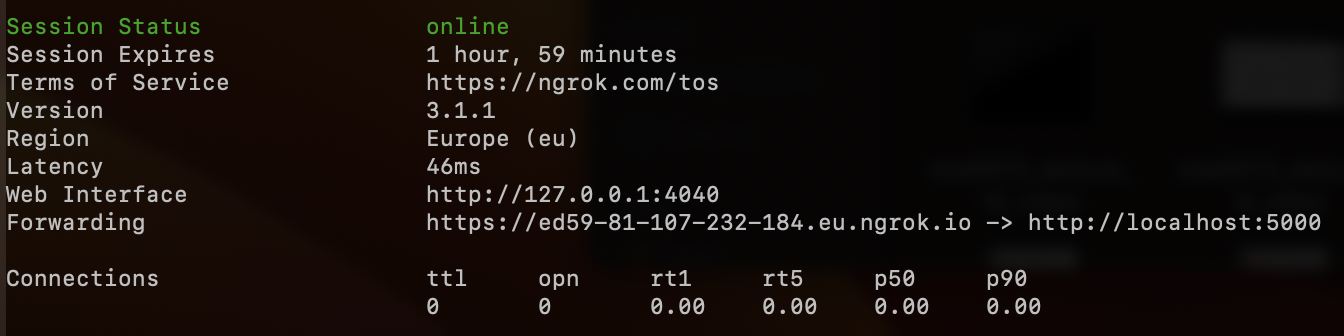 Session Status online
Session Expires 1 hour, 59 minutes
Terms of Service https://ngrok.com/tos
Version 3.1.1
Region Europe (eu)
Latency 46ms
Web Interface http://127.0.0.1:4040
Forwarding https://ed59-81-107-232-184.eu.ngrok.io -> http://localhost:5000
Connections ttl opn rt1 rt5 p50 p90
0 0 0.00 0.00 0.00 0.00